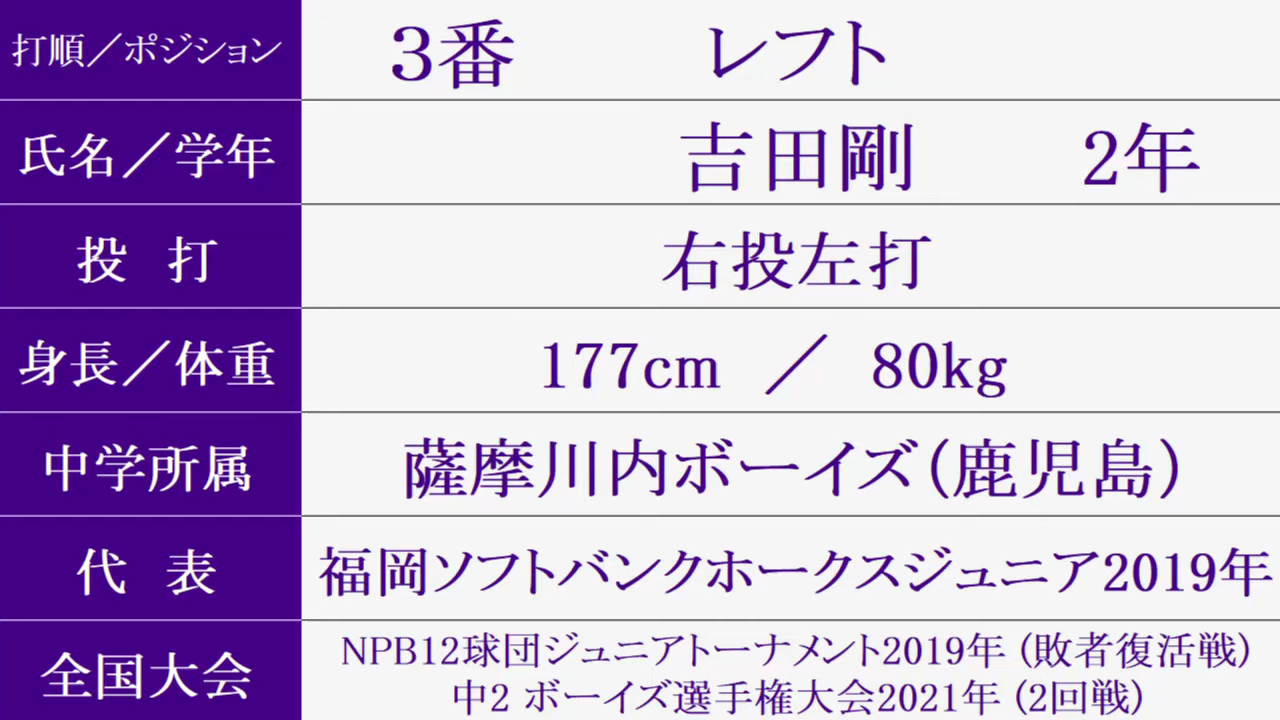 打順／ポジション　3番　レフト
氏名／学年　吉田剛　2年
投　打　右投左打
身長／体重　177cm　／　80kg
中学所属　薩摩川内ボーイズ（鹿児島）
代　表　福岡ソフトバンクホークスジュニア2019年
全国大会　NPB12球団ジュニアトーナメント2019年（敗者復活戦）
中2 ボーイズ選手権大会2021年（2回戦）